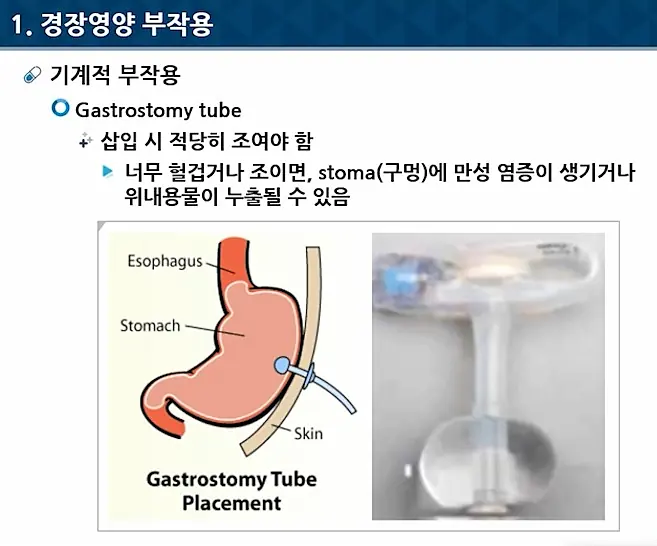 1. 경장영양 부작용
기계적 부작용
Gastrostomy tube
삽입 시 적당히 조여야 함
너무 헐겁거나 조이면, stoma(구멍)에 만성 염증이 생기거나
위내용물이 누출될 수 있음
Esophagus
Stomach
Skin
Gastrostomy Tube
Placement